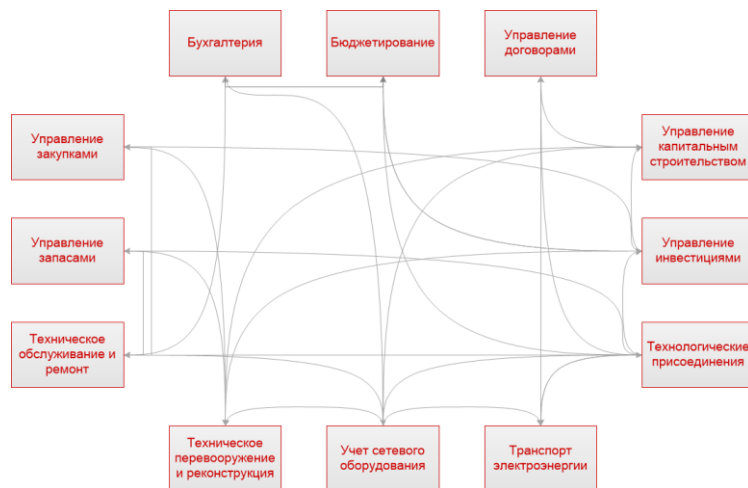 Бухгалтерия
Бюджетирование
Управление
договорами
Управление
закупками
Управление
капитальным
строительством
Управление
запасами
Управление
инвестициями
Техническое
обслуживание и
ремонт
Технологические
присоединения
Техническое
перевооружение
и реконструкция
Учет сетевого
оборудования
Транспорт
электроэнергии